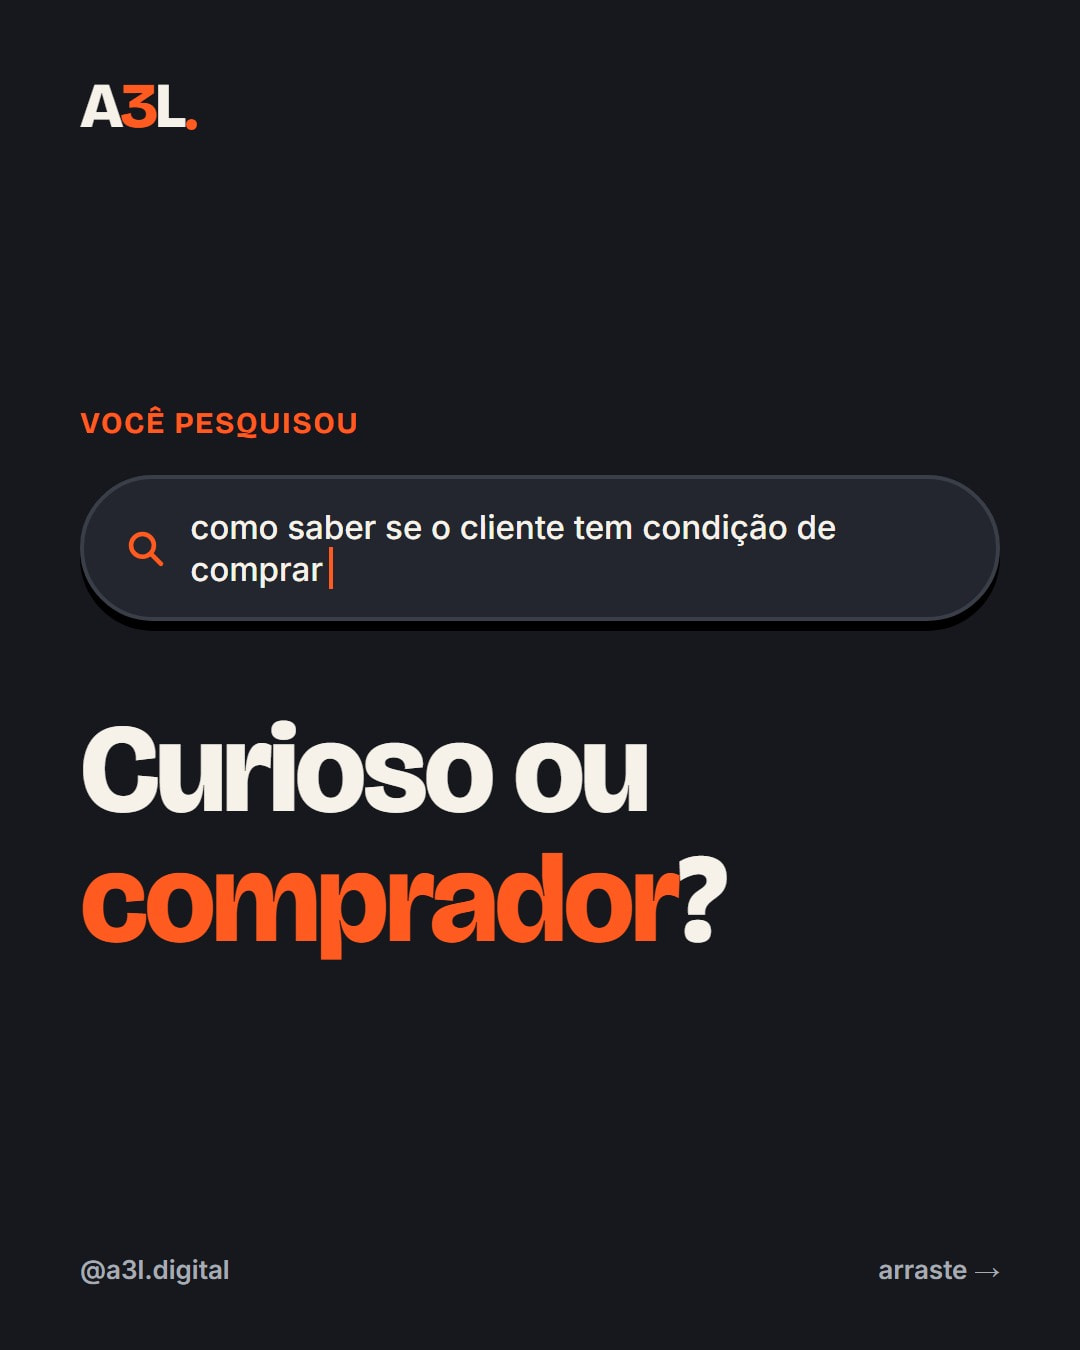 A3L.
VOCÊ PESQUISOU
como saber se o cliente tem condição de
comprar
Curioso ou
comprador?
@a3l.digital
arraste →